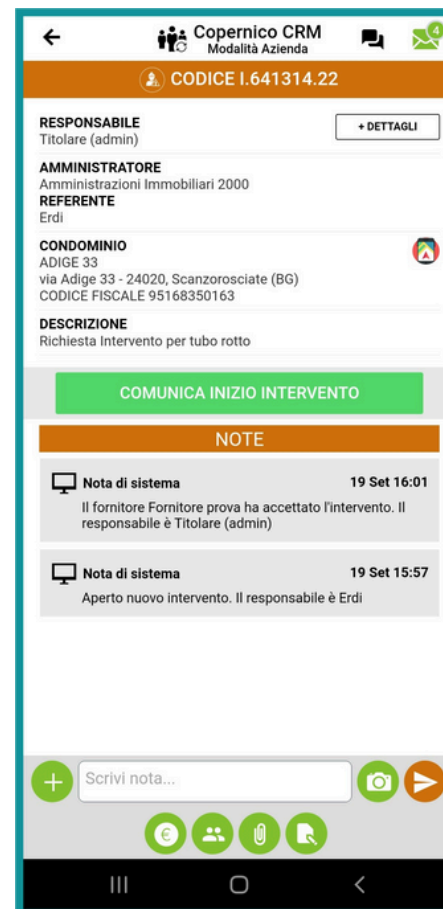 Copernico CRM
Modalità Azienda
4
CODICE I.641314.22
RESPONSABILE
Titolare (admin)
+ DETTAGLI
AMMINISTRATORE
Amministrazioni Immobiliari 2000
REFERENTE
Erdi
CONDOMINIO
ADIGE 33
via Adige 33 - 24020, Scanzorosciate (BG)
CODICE FISCALE 95168350163
DESCRIZIONE
Richiesta Intervento per tubo rotto
COMUNICA INIZIO INTERVENTO
NOTE
Nota di sistema 19 Set 16:01
Il fornitore Fornitore prova ha accettato l'intervento. Il
responsabile è Titolare (admin)
Nota di sistema 19 Set 15:57
Aperto nuovo intervento. Il responsabile è Erdi
Scrivi nota...
€